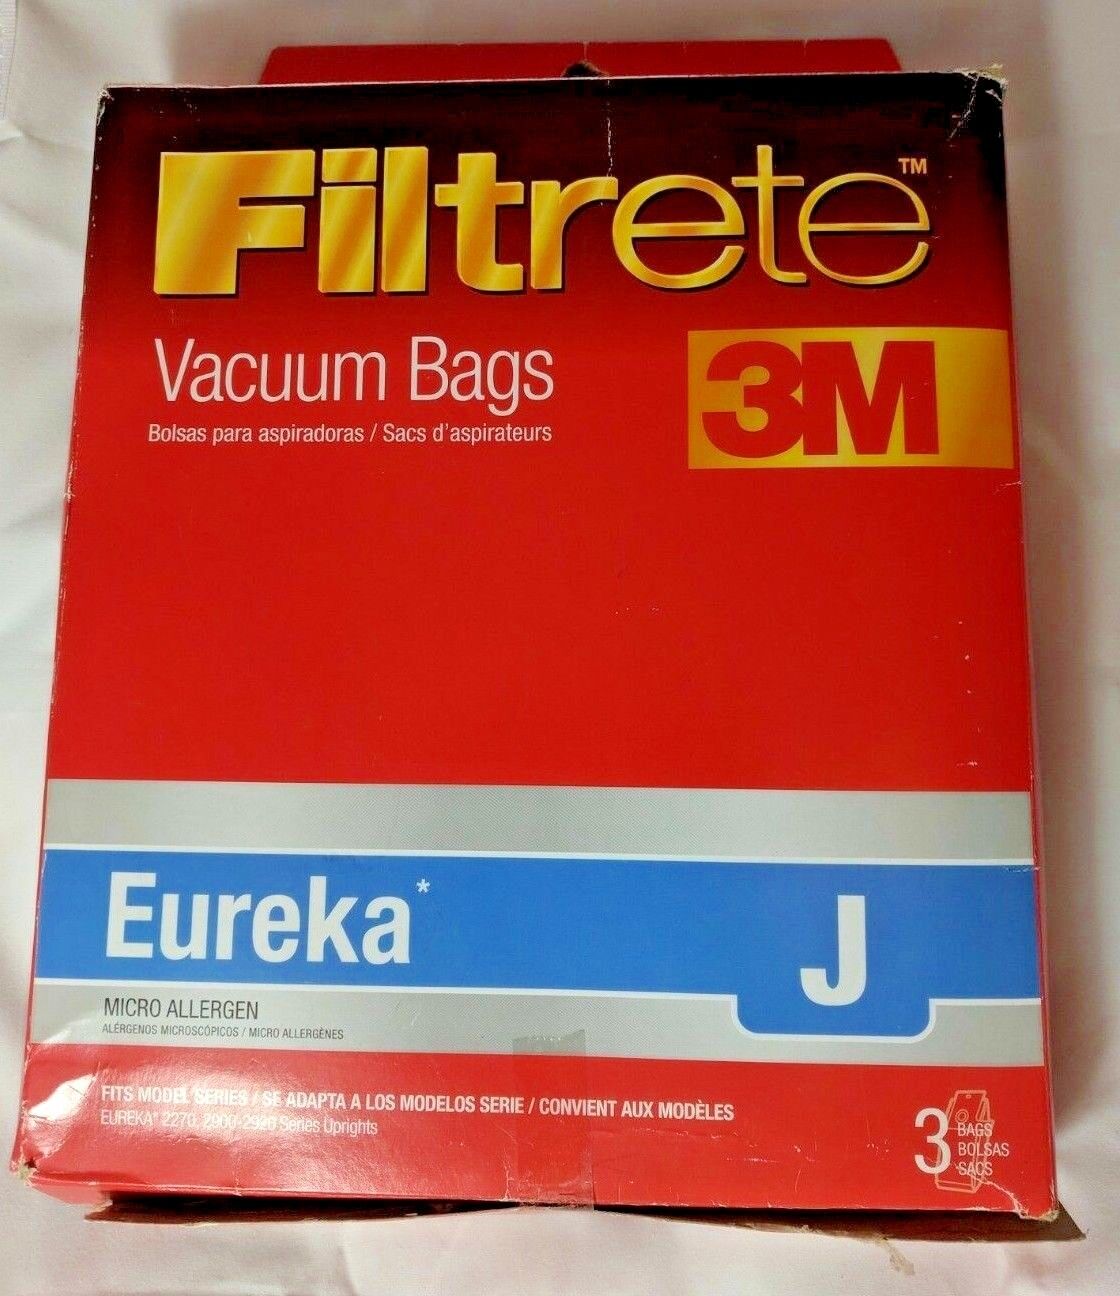 Filtrete™
Vacuum Bags
Bolsas para aspiradoras / Sacs d'aspirateurs
3M
Eureka*
J
MICRO ALLERGEN
ALÉRGENOS MICROSCÓPICOS / MICRO ALLERGÈNES
FITS MODEL SERIES / SE ADAPTA A LOS MODELOS SERIE / CONVIENT AUX MODÈLES
EUREKA* 2270, 2900-2920 Series Uprights
3 BAGS
BOLSAS
SACS